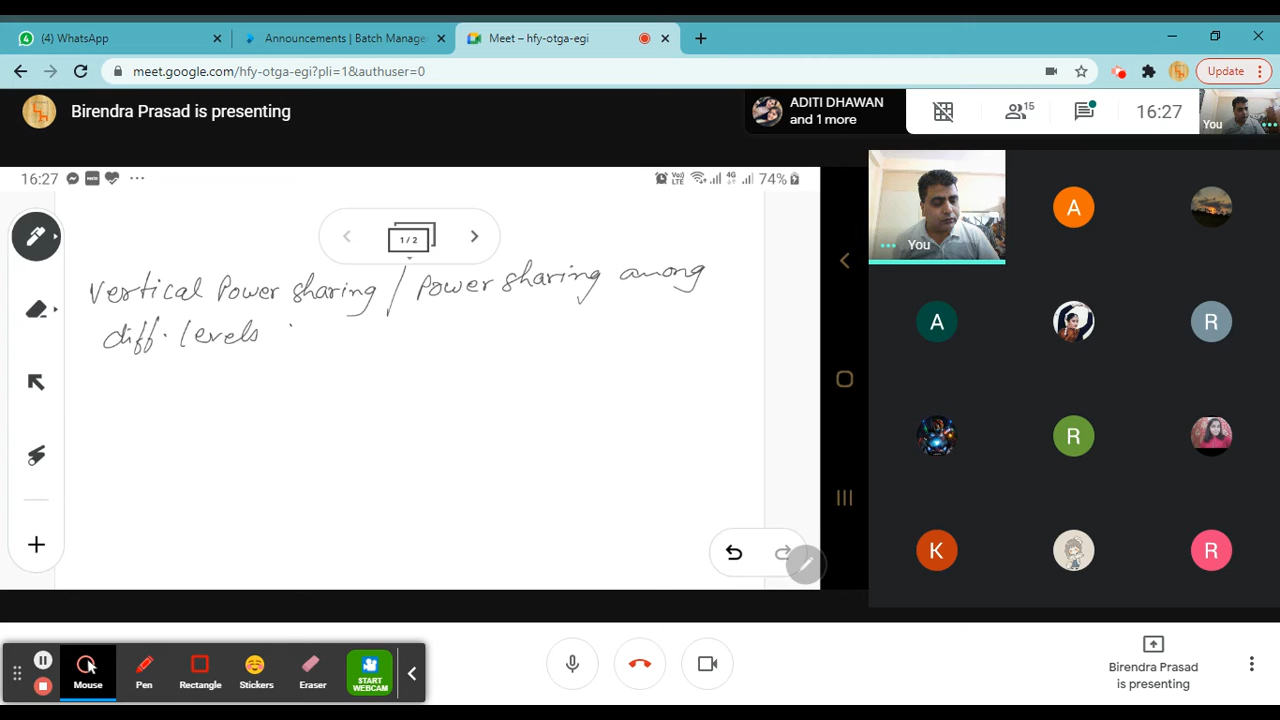 (4) WhatsApp
Announcements | Batch Manage
Meet – hfy-otga-egi
meet.google.com/hfy-otga-egi?pli=1&authuser=0
Update
Birendra Prasad is presenting
ADITI DHAWAN
and 1 more
15
16:27
You
16:27
Vo)
LTE
4G
74%
You
A
1 / 2
Vertical Power sharing / Power sharing among
diff. levels
A
R
R
K
R
Mouse
Pen
Rectangle
Stickers
Eraser
START
WEBCAM
Birendra Prasad
is presenting